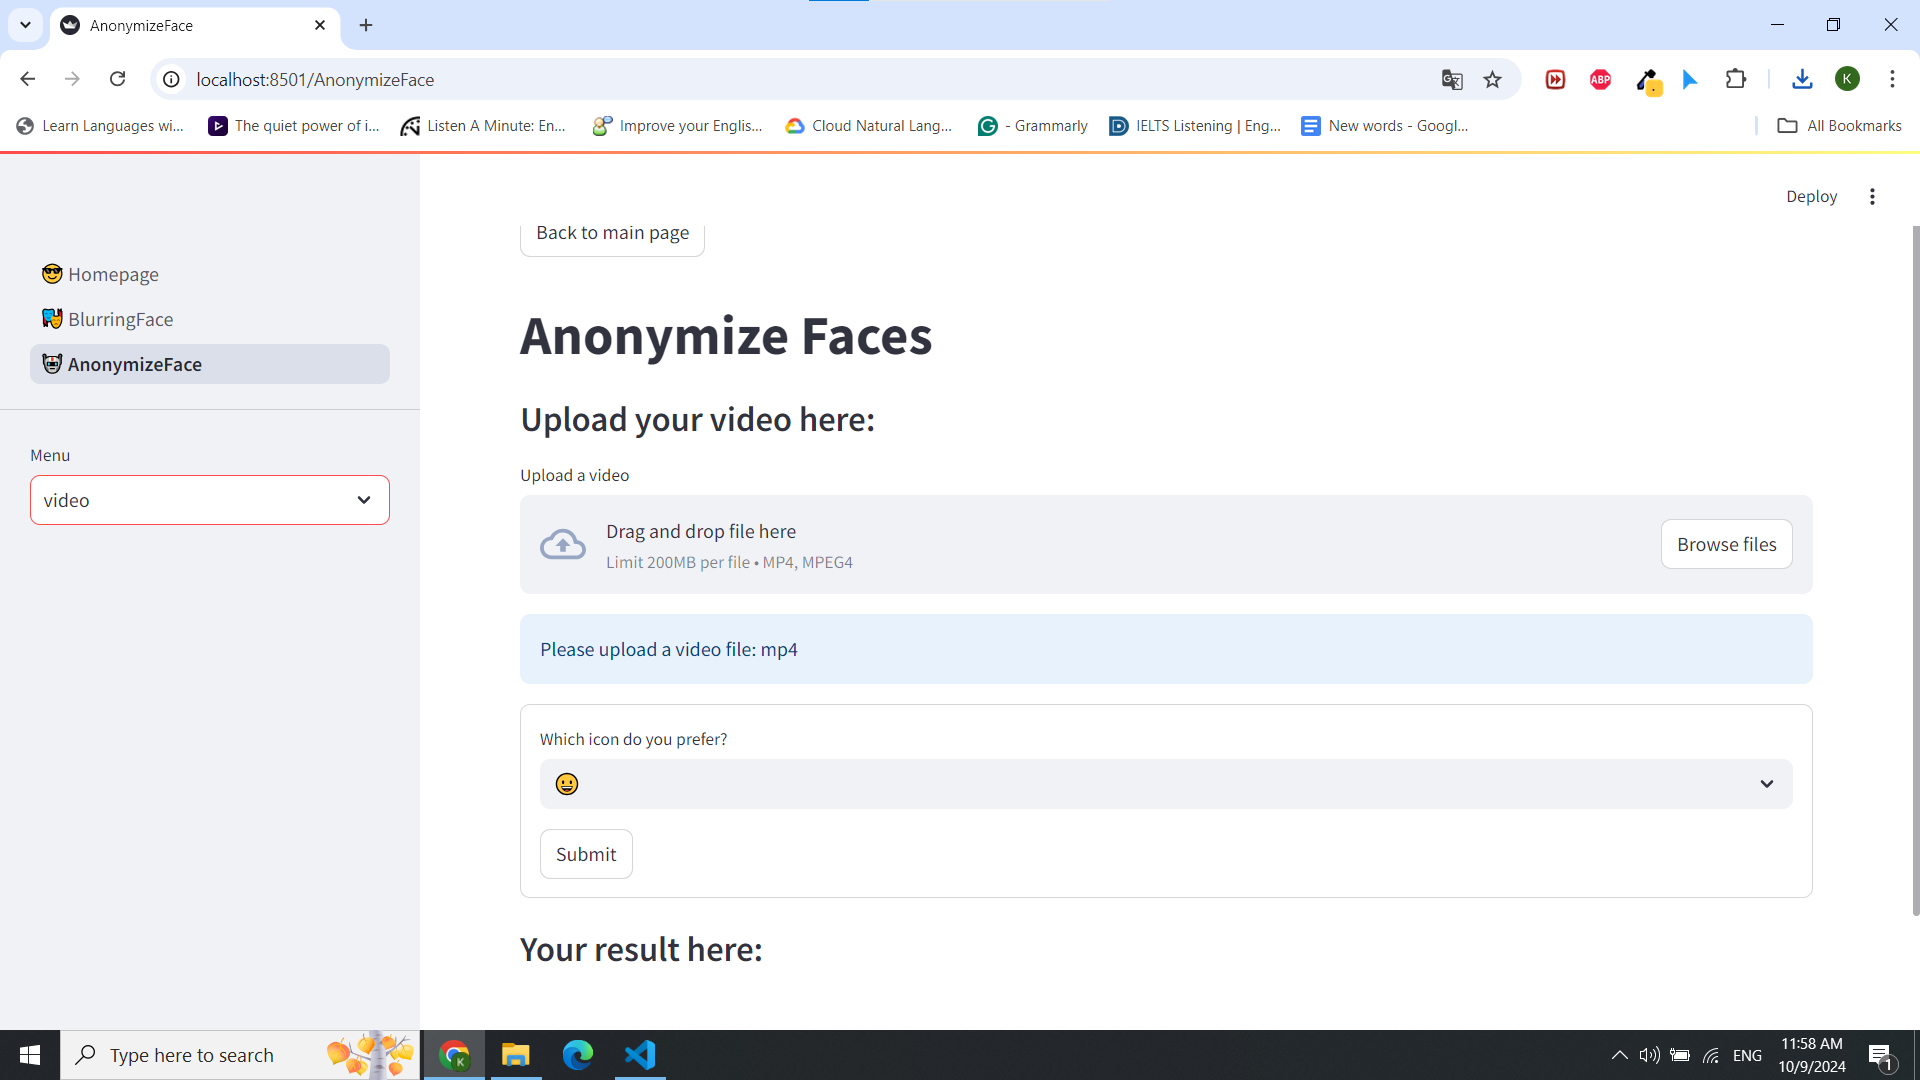 AnonymizeFace
localhost:8501/AnonymizeFace
ABP
K
Learn Languages wi...
The quiet power of i...
Listen A Minute: En...
Improve your Englis...
Cloud Natural Lang...
- Grammarly
IELTS Listening | Eng...
New words - Googl...
All Bookmarks
Deploy
Back to main page
😎 Homepage
🎭 BlurringFace
🤖 AnonymizeFace
Menu
video
Anonymize Faces
Upload your video here:
Upload a video
Drag and drop file here
Limit 200MB per file • MP4, MPEG4
Browse files
Please upload a video file: mp4
Which icon do you prefer?
😀
Submit
Your result here:
Type here to search
K
ENG
11:58 AM
10/9/2024
1